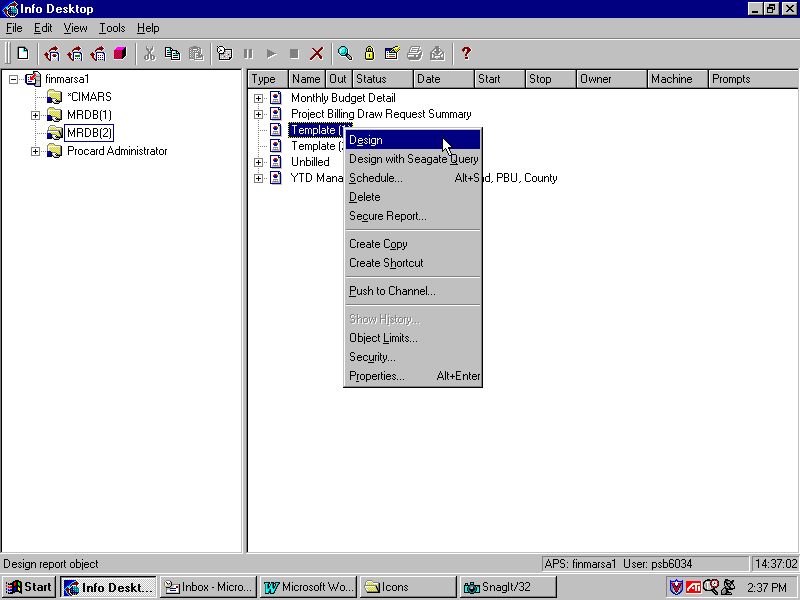 Info Desktop
File Edit View Tools Help
finmarsa1
*CIMARS
MRDB(1)
MRDB(2)
Procard Administrator
Type Name Out Status Date Start Stop Owner Machine Prompts
Monthly Budget Detail
Project Billing Draw Request Summary
Template (
Template (
Unbilled
YTD Mana
d, PBU, County
Design
Design with Seagate Query
Schedule... Alt+S
Delete
Secure Report...
Create Copy
Create Shortcut
Push to Channel...
Show History...
Object Limits...
Security...
Properties... Alt+Enter
Design report object
APS: finmarsa1 User: psb6034
14:37:02
Start
Info Deskt...
Inbox - Micro...
Microsoft Wo...
Icons
SnagIt/32
2:37 PM